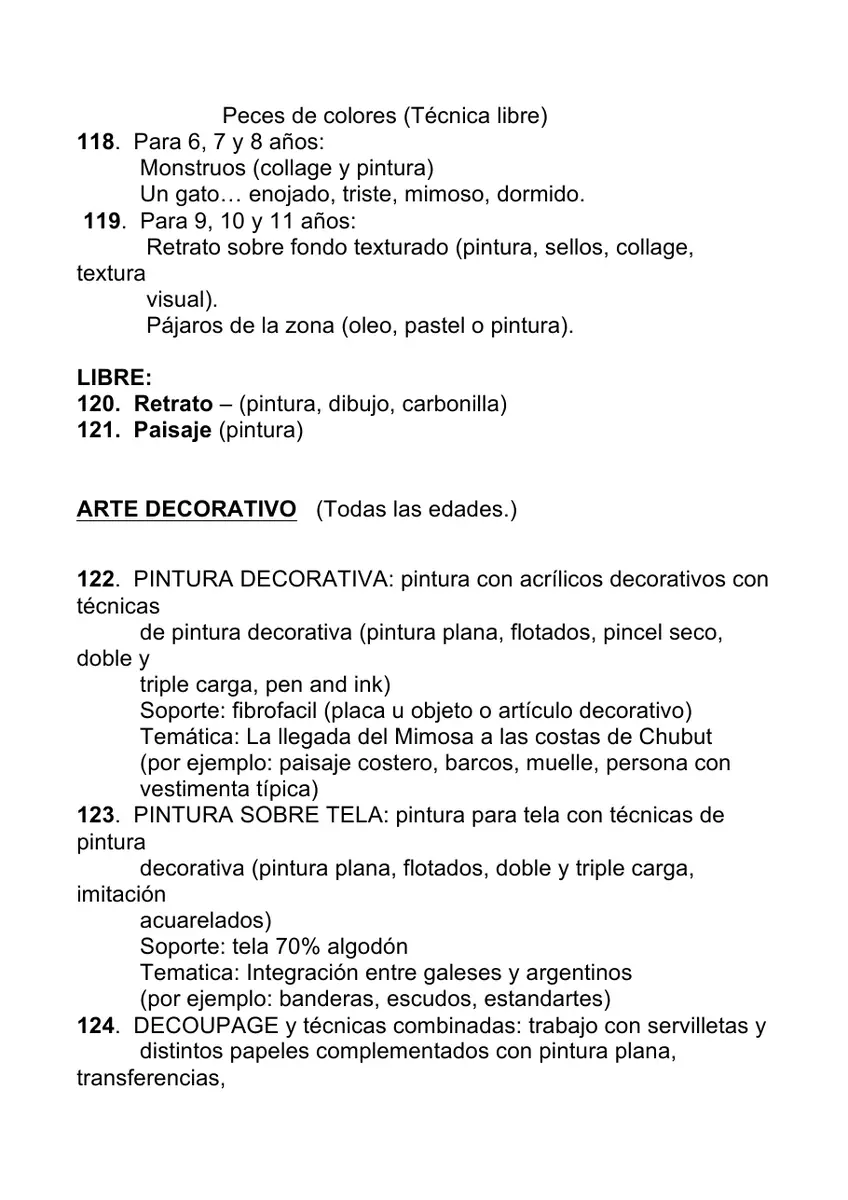 Peces de colores (Técnica libre)
118. Para 6, 7 y 8 años:
Monstruos (collage y pintura)
Un gato… enojado, triste, mimoso, dormido.
119. Para 9, 10 y 11 años:
Retrato sobre fondo texturado (pintura, sellos, collage,
textura
visual).
Pájaros de la zona (oleo, pastel o pintura).
LIBRE:
120. Retrato – (pintura, dibujo, carbonilla)
121. Paisaje (pintura)
ARTE DECORATIVO (Todas las edades.)
122. PINTURA DECORATIVA: pintura con acrílicos decorativos con
técnicas
de pintura decorativa (pintura plana, flotados, pincel seco,
doble y
triple carga, pen and ink)
Soporte: fibrofacil (placa u objeto o artículo decorativo)
Temática: La llegada del Mimosa a las costas de Chubut
(por ejemplo: paisaje costero, barcos, muelle, persona con
vestimenta típica)
123. PINTURA SOBRE TELA: pintura para tela con técnicas de
pintura
decorativa (pintura plana, flotados, doble y triple carga,
imitación
acuarelados)
Soporte: tela 70% algodón
Tematica: Integración entre galeses y argentinos
(por ejemplo: banderas, escudos, estandartes)
124. DECOUPAGE y técnicas combinadas: trabajo con servilletas y
distintos papeles complementados con pintura plana,
transferencias,